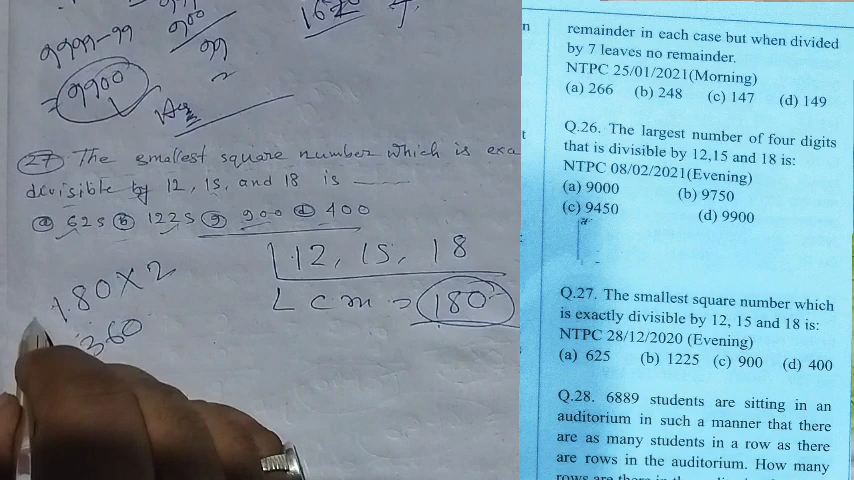 9999-99
900
99
= 9900
Ans
162
27 The smallest square number which is exa
divisible by 12, 15, and 18 is ——
a 625 b 1225 c 900 d 400
12, 15, 18
L c m = 180
180 × 2
360
remainder in each case but when divided
by 7 leaves no remainder.
NTPC 25/01/2021(Morning)
(a) 266 (b) 248 (c) 147 (d) 149
Q.26. The largest number of four digits
that is divisible by 12,15 and 18 is:
NTPC 08/02/2021(Evening)
(a) 9000 (b) 9750
(c) 9450 (d) 9900
Q.27. The smallest square number which
is exactly divisible by 12, 15 and 18 is:
NTPC 28/12/2020 (Evening)
(a) 625 (b) 1225 (c) 900 (d) 400
Q.28. 6889 students are sitting in an
auditorium in such a manner that there
are as many students in a row as there
are rows in the auditorium. How many